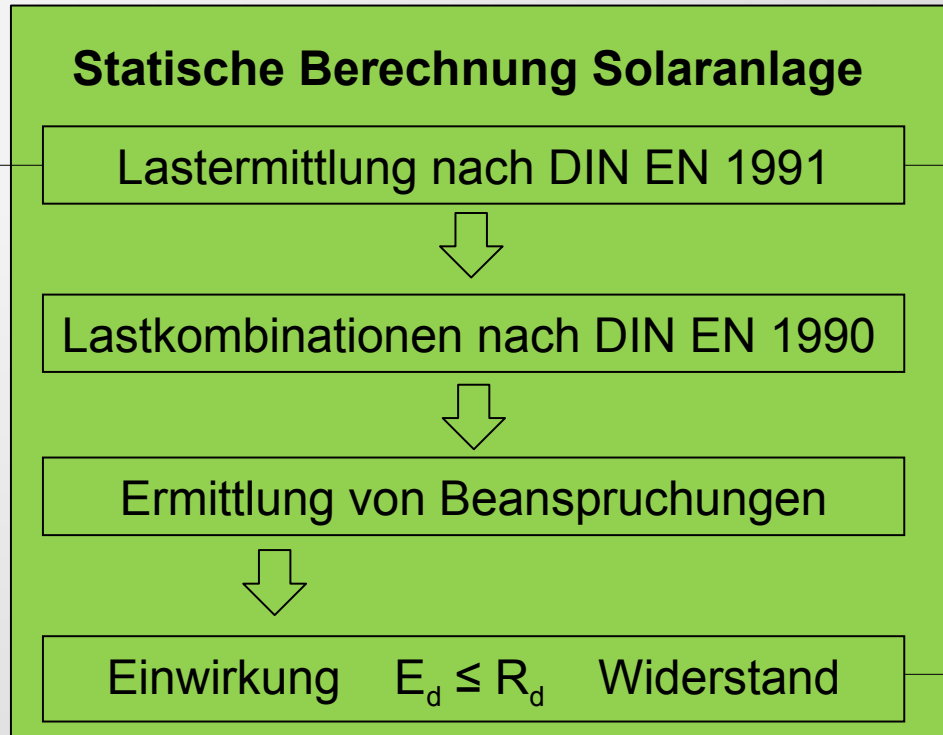 Statische Berechnung Solaranlage
Lastermittlung nach DIN EN 1991
Lastkombinationen nach DIN EN 1990
Ermittlung von Beanspruchungen
Einwirkung E_d ≤ R_d Widerstand